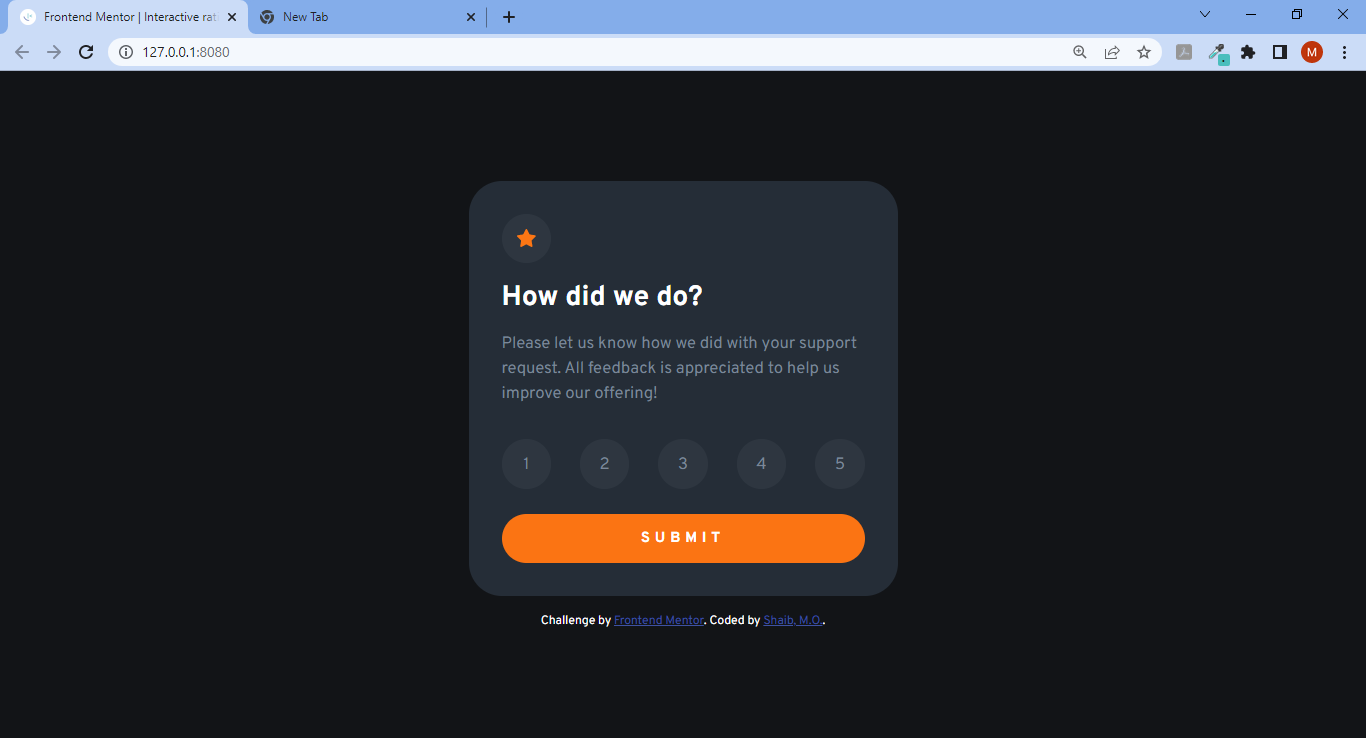 Frontend Mentor | Interactive rati
New Tab
127.0.0.1:8080
M
How did we do?
Please let us know how we did with your support
request. All feedback is appreciated to help us
improve our offering!
1 2 3 4 5
SUBMIT
Challenge by Frontend Mentor. Coded by Shaib, M.O..